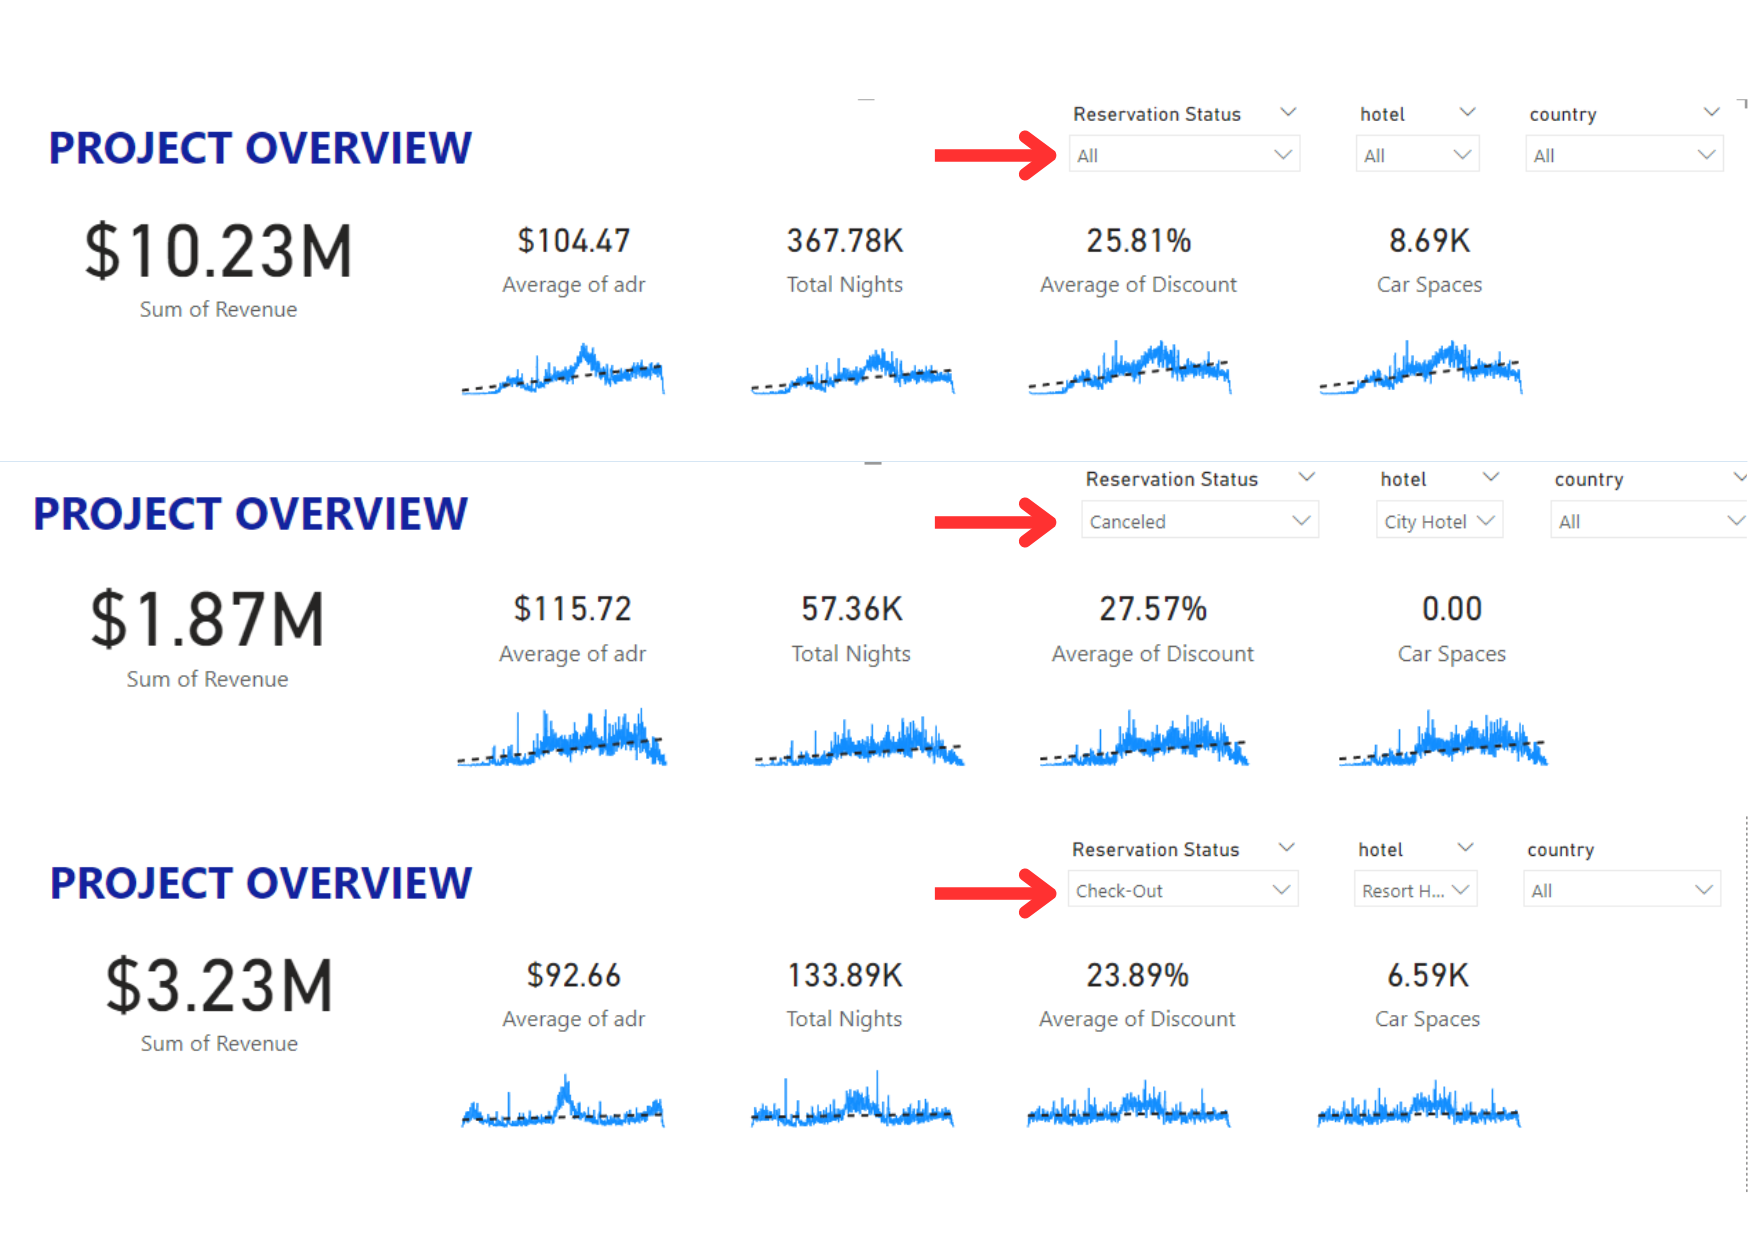 Reservation Status
hotel
country
PROJECT OVERVIEW
All
All
All
$10.23M
Sum of Revenue
$104.47
Average of adr
367.78K
Total Nights
25.81%
Average of Discount
8.69K
Car Spaces
Reservation Status
hotel
country
PROJECT OVERVIEW
Canceled
City Hotel
All
$1.87M
Sum of Revenue
$115.72
Average of adr
57.36K
Total Nights
27.57%
Average of Discount
0.00
Car Spaces
Reservation Status
hotel
country
PROJECT OVERVIEW
Check-Out
Resort H...
All
$3.23M
Sum of Revenue
$92.66
Average of adr
133.89K
Total Nights
23.89%
Average of Discount
6.59K
Car Spaces